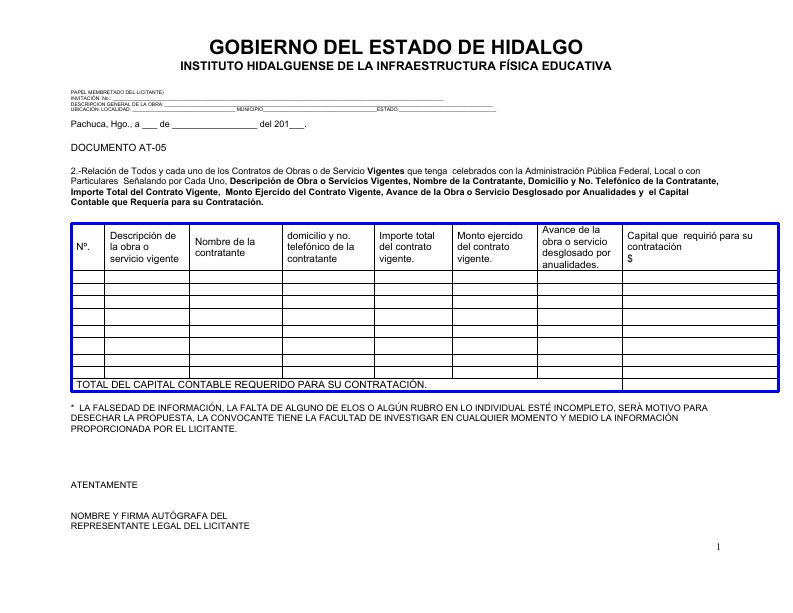 GOBIERNO DEL ESTADO DE HIDALGO
INSTITUTO HIDALGUENSE DE LA INFRAESTRUCTURA FÍSICA EDUCATIVA
PAPEL MEMBRETADO DEL LICITANTE)
INVITACIÓN No.: ______________________
DESCRIPCION GENERAL DE LA OBRA: ______________________
UBICACIÓN: LOCALIDAD: ____________ MUNICIPIO____________ESTADO:____________
Pachuca, Hgo., a ___ de _________________ del 201___.
DOCUMENTO AT-05
2.-Relación de Todos y cada uno de los Contratos de Obras o de Servicio Vigentes que tenga celebrados con la Administración Pública Federal, Local o con
Particulares Señalando por Cada Uno, Descripción de Obra o Servicios Vigentes, Nombre de la Contratante, Domicilio y No. Telefónico de la Contratante,
Importe Total del Contrato Vigente, Monto Ejercido del Contrato Vigente, Avance de la Obra o Servicio Desglosado por Anualidades y el Capital
Contable que Requería para su Contratación.
Nº.
Descripción de
la obra o
servicio vigente
Nombre de la
contratante
domicilio y no.
telefónico de la
contratante
Importe total
del contrato
vigente.
Monto ejercido
del contrato
vigente.
Avance de la
obra o servicio
desglosado por
anualidades.
Capital que requirió para su
contratación
$
TOTAL DEL CAPITAL CONTABLE REQUERIDO PARA SU CONTRATACIÓN.
* LA FALSEDAD DE INFORMACIÓN, LA FALTA DE ALGUNO DE ELOS O ALGÚN RUBRO EN LO INDIVIDUAL ESTÉ INCOMPLETO, SERÁ MOTIVO PARA
DESECHAR LA PROPUESTA, LA CONVOCANTE TIENE LA FACULTAD DE INVESTIGAR EN CUALQUIER MOMENTO Y MEDIO LA INFORMACIÓN
PROPORCIONADA POR EL LICITANTE.
ATENTAMENTE
NOMBRE Y FIRMA AUTÓGRAFA DEL
REPRESENTANTE LEGAL DEL LICITANTE
1